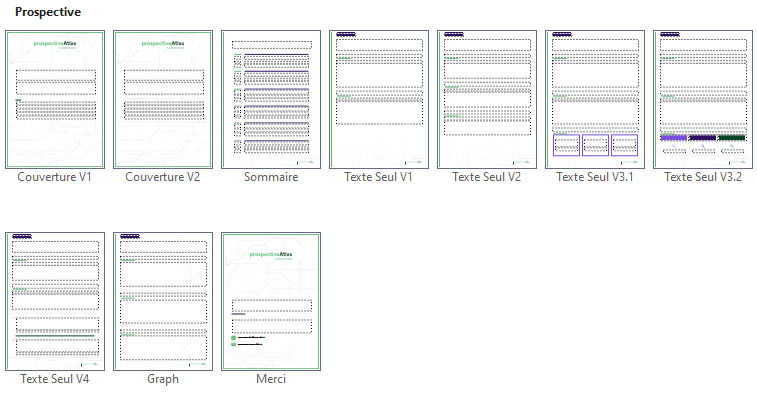 Prospective
prospectiveAtlas
prospectiveAtlas
Couverture V1
Couverture V2
Sommaire
Texte Seul V1
Texte Seul V2
Texte Seul V3.1
Texte Seul V3.2
prospectiveAtlas
Texte Seul V4
Graph
Merci